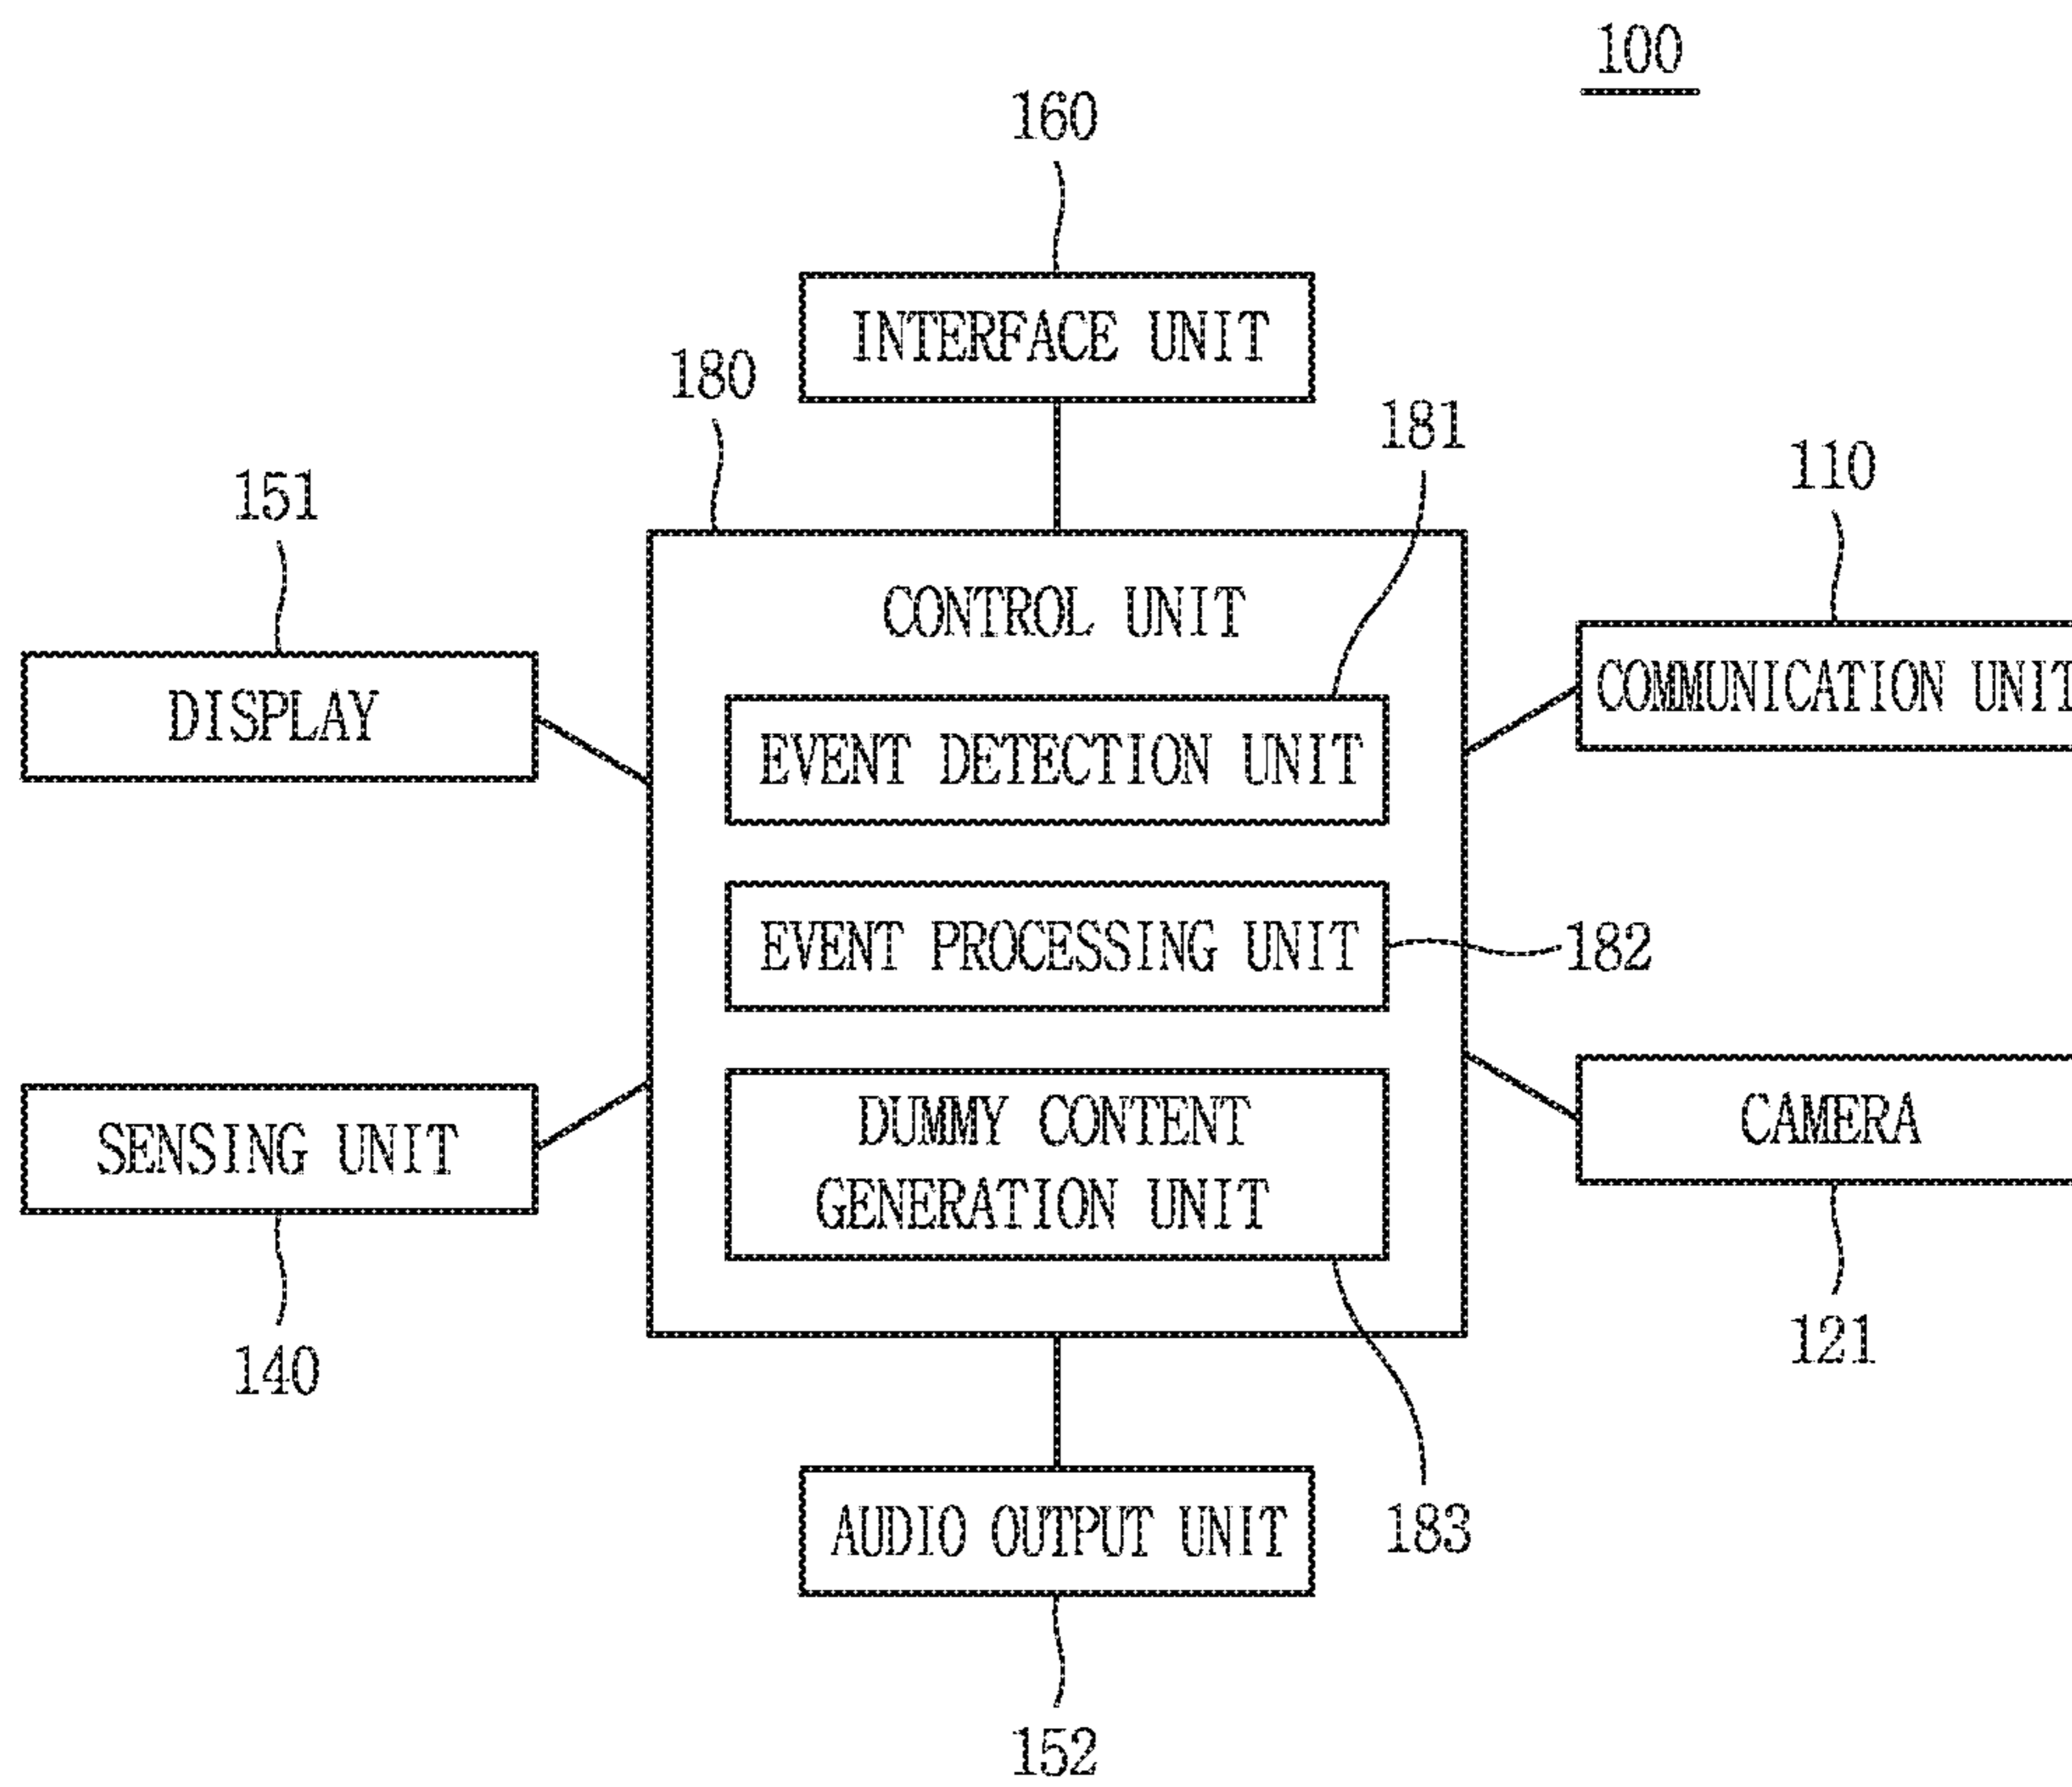 100
160
INTERFACE UNIT
180
181
110
151
CONTROL UNIT
COMMUNICATION UNIT
DISPLAY
EVENT DETECTION UNIT
EVENT PROCESSING UNIT
182
DUMMY CONTENT
GENERATION UNIT
CAMERA
SENSING UNIT
121
140
AUDIO OUTPUT UNIT
183
152